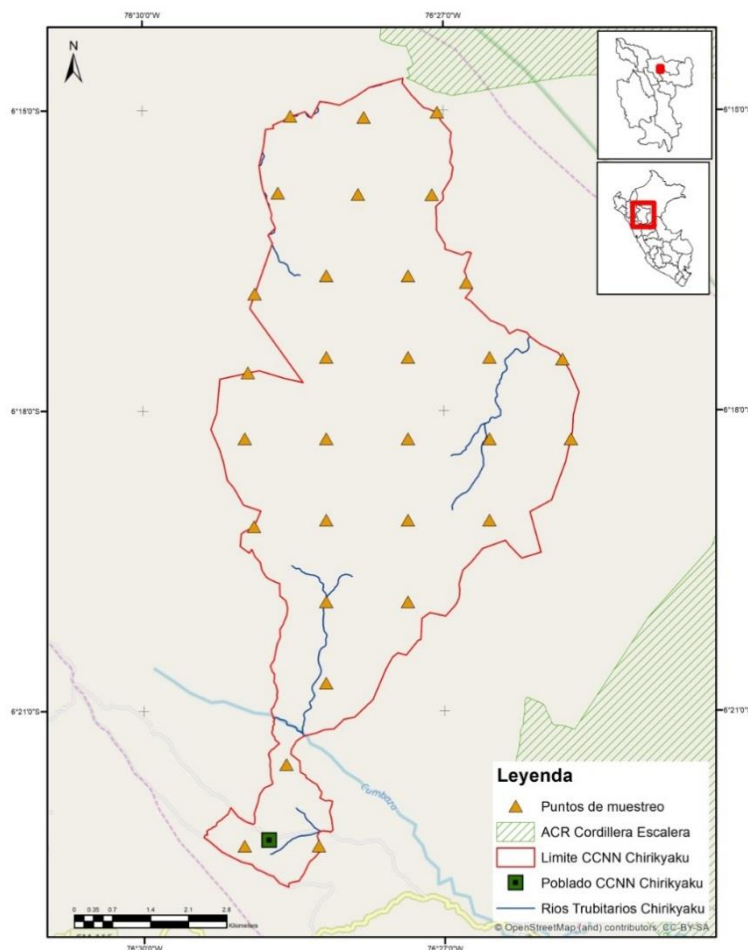 76°30'0"W
76°27'0"W
N
6°15'0"S
6°15'0"S
6°18'0"S
6°18'0"S
6°21'0"S
6°21'0"S
Cumbaza
Leyenda
Puntos de muestreo
ACR Cordillera Escalera
Limite CCNN Chirikyaku
Poblado CCNN Chirikyaku
Rios Trubitarios Chirikyaku
0 0.35 0.7 1.4 2.1 2.8
Kilometers
© OpenStreetMap (and) contributors, CC-BY-SA
76°30'0"W
76°27'0"W